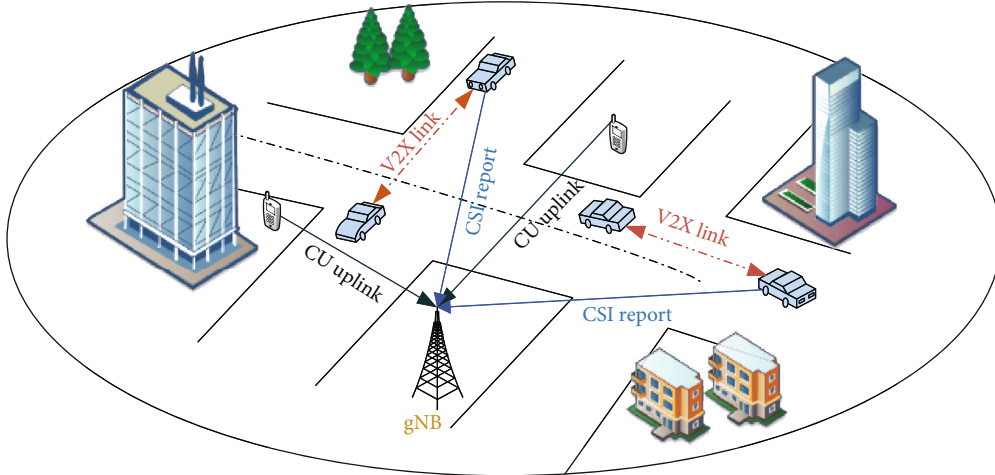 V2X link
CSI report
CU uplink
V2X link
CU uplink
CSI report
gNB